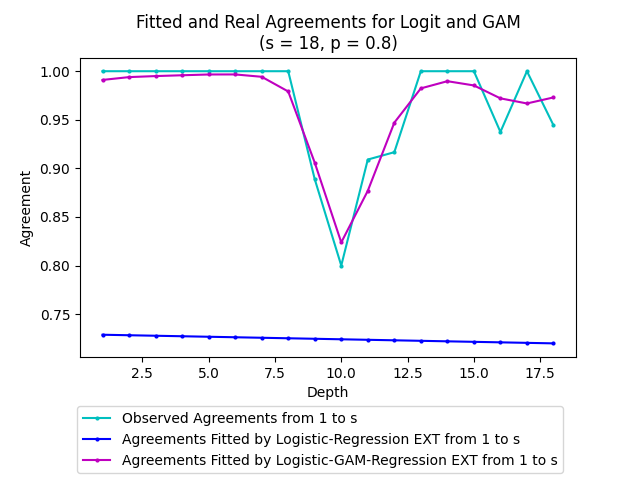 Fitted and Real Agreements for Logit and GAM
(s = 18, p = 0.8)
1.00
0.95
0.90
0.85
0.80
0.75
Agreement
2.5 5.0 7.5 10.0 12.5 15.0 17.5
Depth
Observed Agreements from 1 to s
Agreements Fitted by Logistic-Regression EXT from 1 to s
Agreements Fitted by Logistic-GAM-Regression EXT from 1 to s